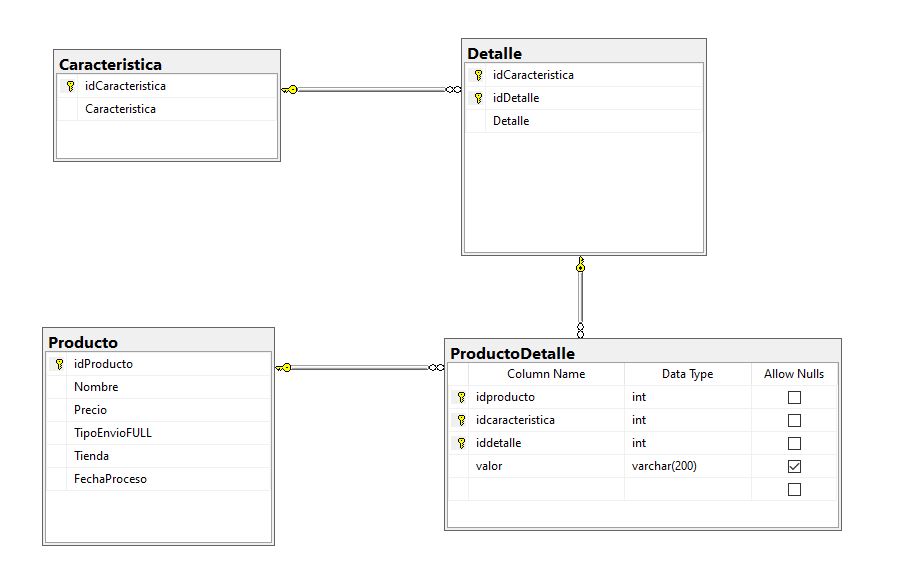 Caracteristica
idCaracteristica
Caracteristica
Detalle
idCaracteristica
idDetalle
Detalle
Producto
idProducto
Nombre
Precio
TipoEnvioFULL
Tienda
FechaProceso
ProductoDetalle
Column Name Data Type Allow Nulls
idproducto int
idcaracteristica int
iddetalle int
valor varchar(200)